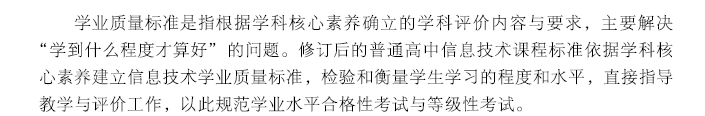 学业质量标准是指根据学科核心素养确立的学科评价内容与要求，主要解决
“学到什么程度才算好”的问题。修订后的普通高中信息技术课程标准依据学科核
心素养建立信息技术学业质量标准，检验和衡量学生学习的程度和水平，直接指导
教学与评价工作，以此规范学业水平合格性考试与等级性考试。